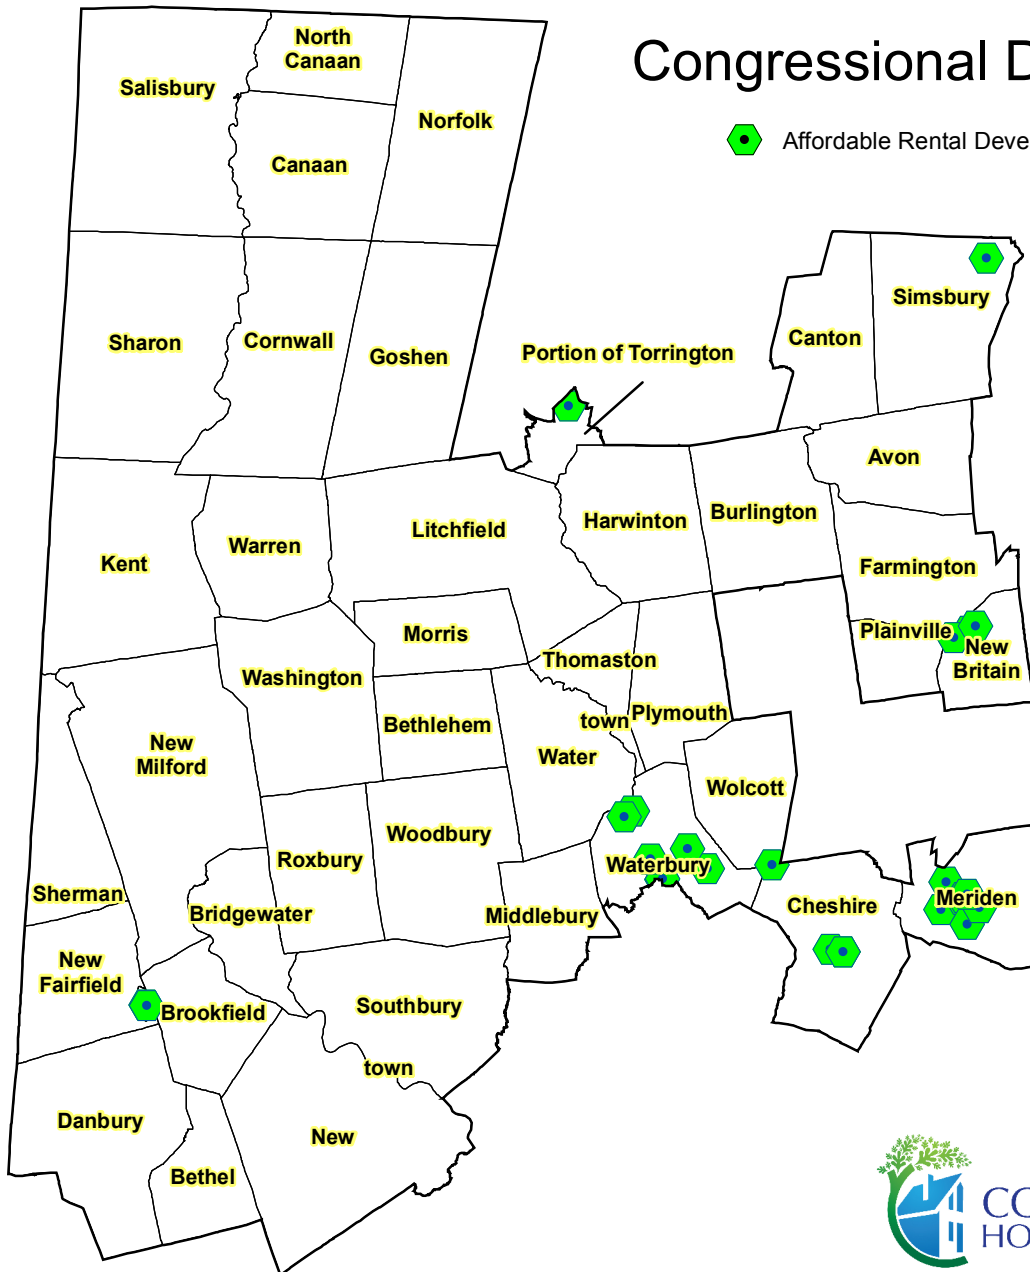 Congressional D
Affordable Rental Deve
North
Canaan
Salisbury
Norfolk
Canaan
Simsbury
Canton
Sharon
Cornwall
Goshen
Portion of Torrington
Avon
Litchfield
Harwinton
Burlington
Warren
Kent
Farmington
Morris
Plainville
New
Britain
Washington
Thomaston
Bethlehem
town
Plymouth
New
Milford
Water
Wolcott
Woodbury
Roxbury
Waterbury
Sherman
Bridgewater
Middlebury
Cheshire
Meriden
New
Fairfield
Brookfield
Southbury
town
Danbury
New
Bethel
CO
HO